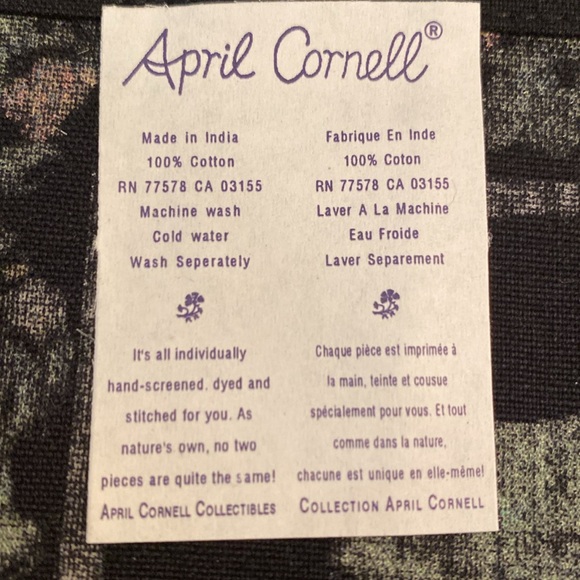 April Cornell®
Made in India
100% Cotton
RN 77578 CA 03155
Machine wash
Cold water
Wash Seperately
It's all individually
hand-screened. dyed and
stitched for you. As
nature's own, no two
pieces are quite the same!
APRIL CORNELL COLLECTIBLES
Fabrique En Inde
100% Coton
RN 77578 CA 03155
Laver A La Machine
Eau Froide
Laver Separement
Chaque pièce est imprimée à
la main, teinte et cousue
spécialement pour vous. Et tout
comme dans la nature,
chacune est unique en elle-même!
COLLECTION APRIL CORNELL